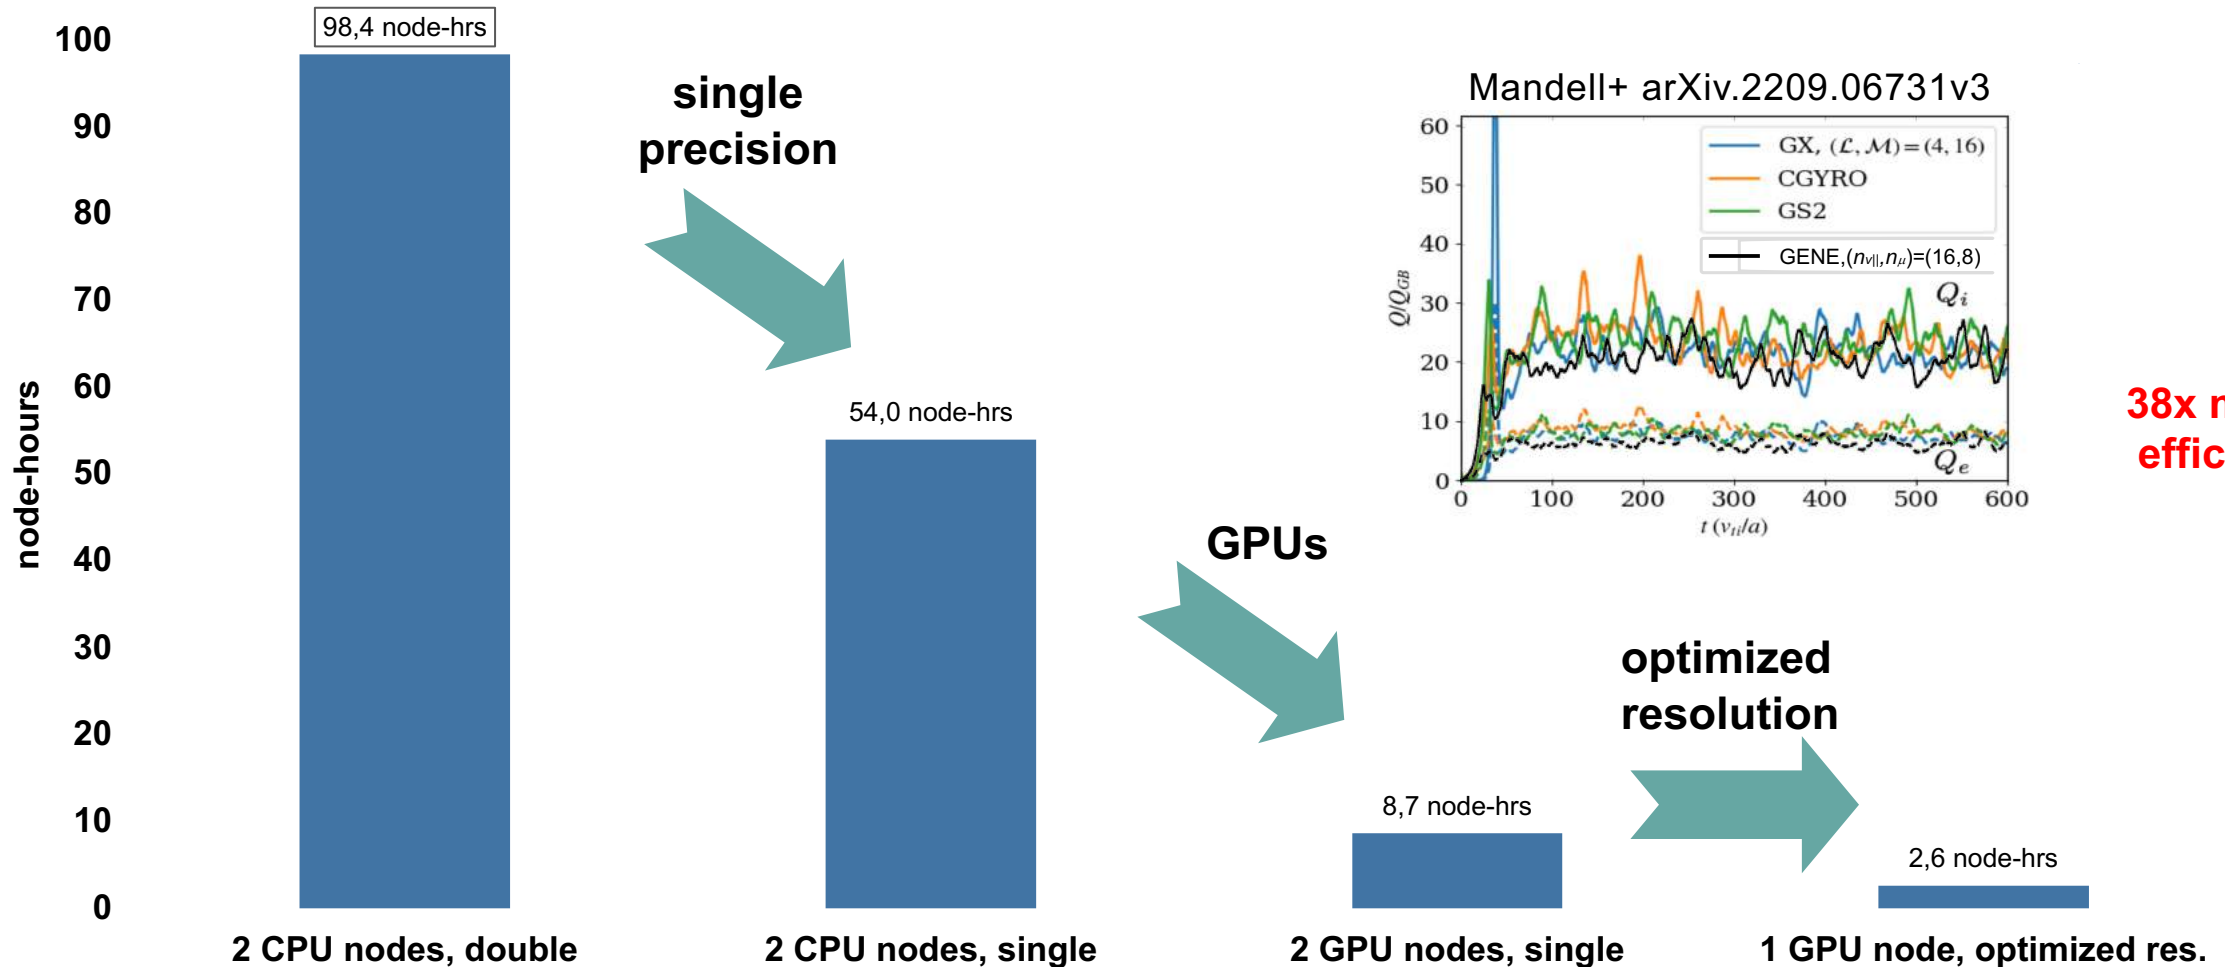 98,4 node-hrs
100
90
80
70
60
50
40
30
20
10
0
node-hours
single
precision
54,0 node-hrs
GPUs
8,7 node-hrs
optimized
resolution
2,6 node-hrs
2 CPU nodes, double
2 CPU nodes, single
2 GPU nodes, single
1 GPU node, optimized res.
Mandell+ arXiv.2209.06731v3
60
50
40
30
20
10
0
Q/Q_GB
GX, (ℒ,ℳ)=(4,16)
CGYRO
GS2
GENE,(n_v||,n_μ)=(16,8)
Q_i
Q_e
0 100 200 300 400 500 600
t (v_ti/a)
38x
effic